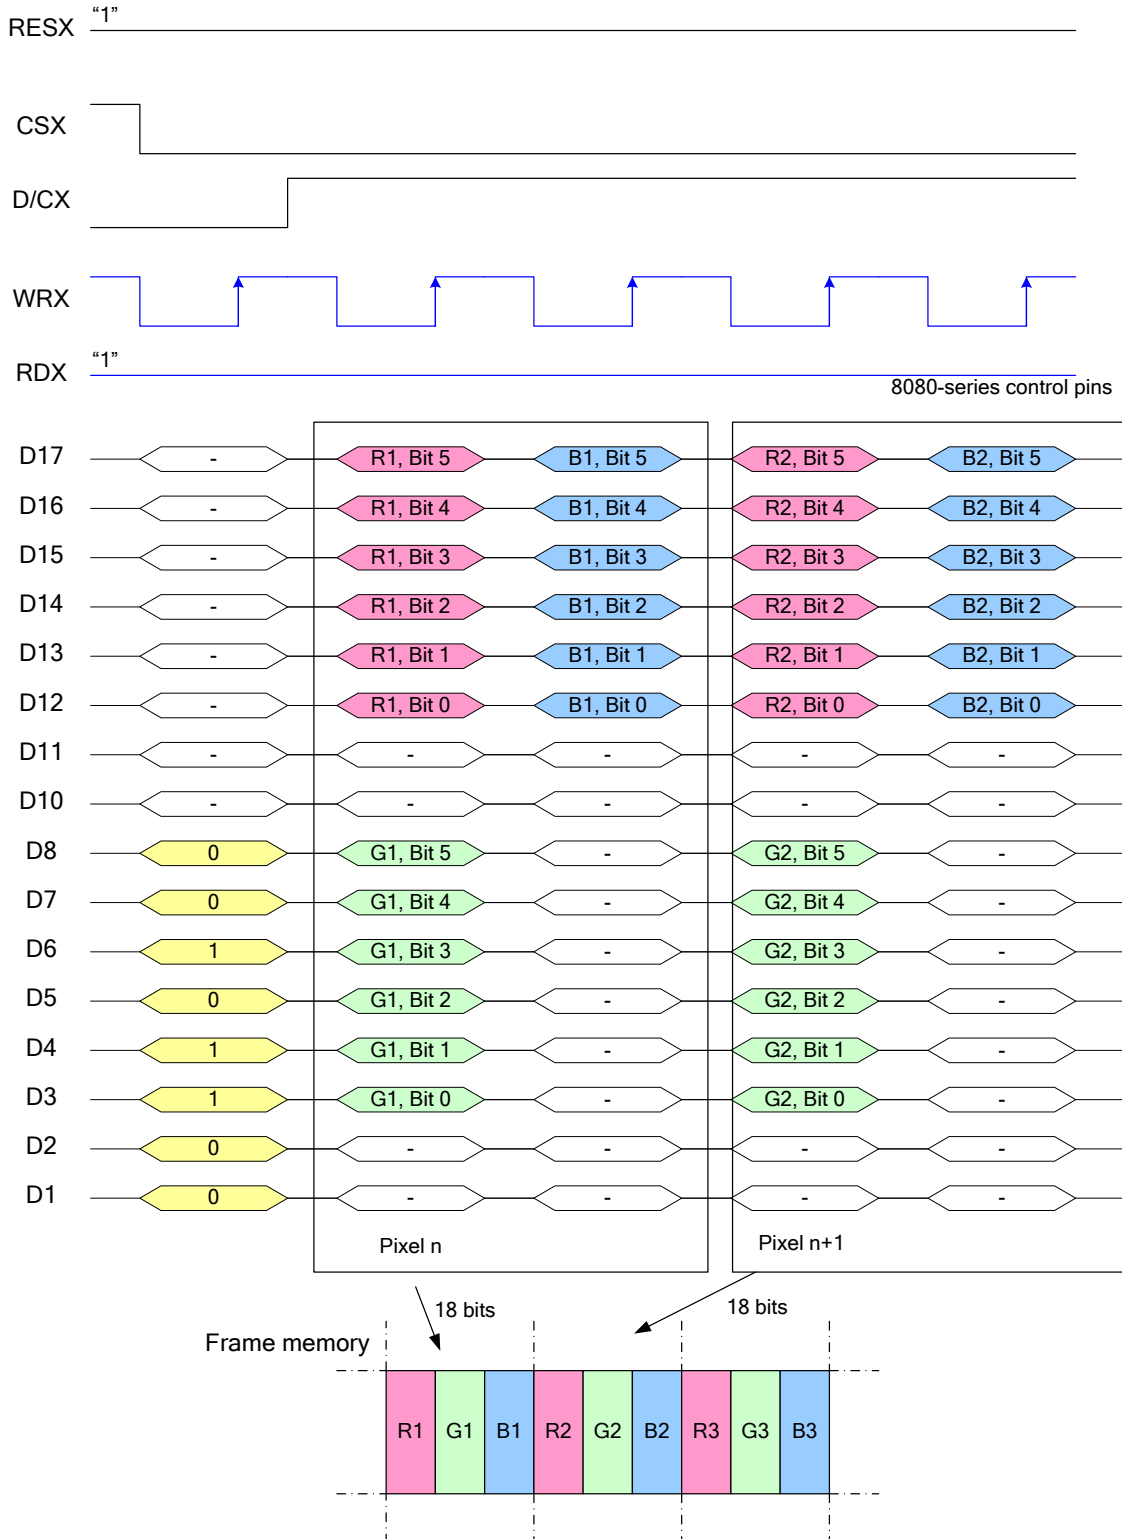 RESX “1”
CSX
D/CX
WRX
RDX “1”
8080-series control pins
D17 - R1, Bit 5 B1, Bit 5 R2, Bit 5 B2, Bit 5
D16 - R1, Bit 4 B1, Bit 4 R2, Bit 4 B2, Bit 4
D15 - R1, Bit 3 B1, Bit 3 R2, Bit 3 B2, Bit 3
D14 - R1, Bit 2 B1, Bit 2 R2, Bit 2 B2, Bit 2
D13 - R1, Bit 1 B1, Bit 1 R2, Bit 1 B2, Bit 1
D12 - R1, Bit 0 B1, Bit 0 R2, Bit 0 B2, Bit 0
D11 - - - - -
D10 - - - - -
D8 0 G1, Bit 5 - G2, Bit 5 -
D7 0 G1, Bit 4 - G2, Bit 4 -
D6 1 G1, Bit 3 - G2, Bit 3 -
D5 0 G1, Bit 2 - G2, Bit 2 -
D4 1 G1, Bit 1 - G2, Bit 1 -
D3 1 G1, Bit 0 - G2, Bit 0 -
D2 0 - - - -
D1 0 - - - -
Pixel n Pixel n+1
18 bits 18 bits
Frame memory
R1 G1 B1 R2 G2 B2 R3 G3 B3